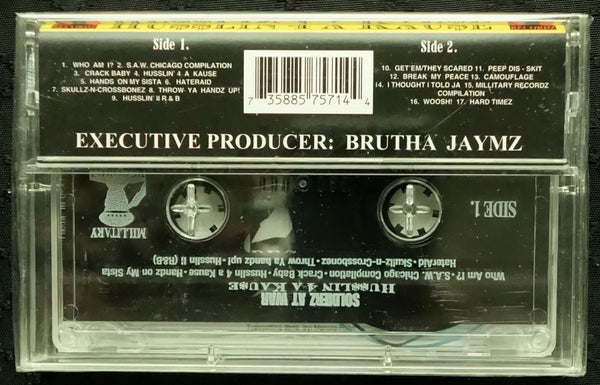 HUSSLIN 4 A KAUSE
Side 1.
1. WHO AM I? 2. S.A.W. CHICAGO COMPILATION
3. CRACK BABY 4. HUSSLIN' 4. A KAUSE
5. HANDS ON MY SISTA 6. HATERAID
7. SKULLZ-N-CROSSBONEZ 8. THROW YA HANDZ UP!
9. HUSSLIN' II R & B
Side 2.
10. GET'EM/THEY SCARED 11. PEEP DIS - SKIT
12. BREAK MY PEACE 13. CAMOUFLAGE
14. I THOUGHT I TOLD JA 15. MILLITARY RECORDZ
COMPILATION
16. WOOSH! 17. HARD TIMEZ
7 35885 75714 4
EXECUTIVE PRODUCER: BRUTHA JAYMZ
SIDE 1.
MILLITARY
SOLDIERZ AT WAR
HUSSLIN 4 A KAUSE
Who Am I? • S.A.W. Chicago Compilation • Crack Baby • Husslin 4 a Kause • Handz on My Sista
HaterAid • Skullz-n-Crossbonez • Throw Ya handz up! • Husslin II (R&B)